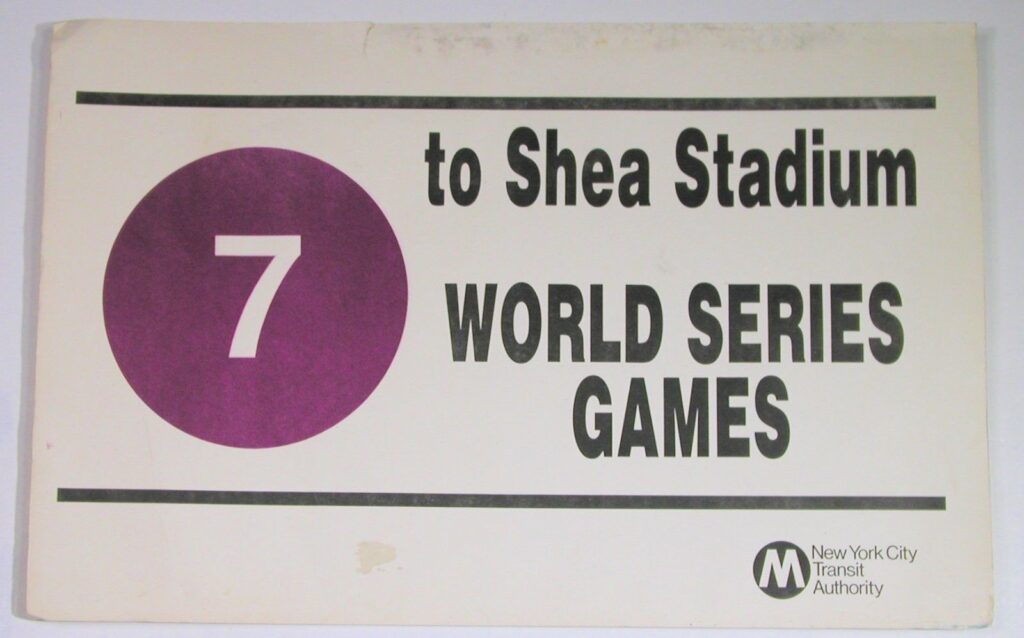 7
to Shea Stadium
WORLD SERIES
GAMES
M
New York City
Transit
Authority